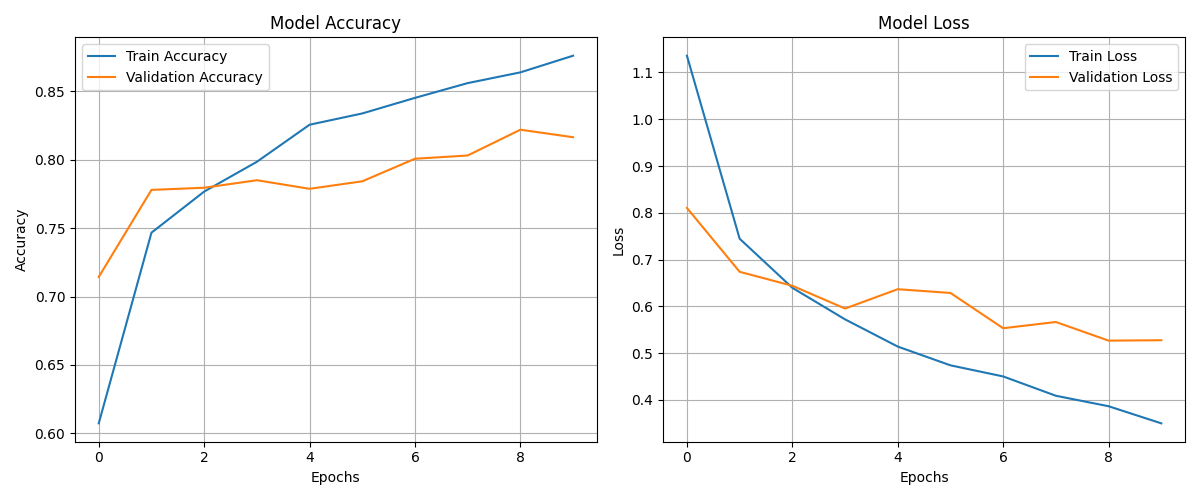 Model Accuracy
Train Accuracy
Validation Accuracy
0.85
0.80
0.75
0.70
0.65
0.60
Accuracy
0 2 4 6 8
Epochs
Model Loss
Train Loss
Validation Loss
1.1
1.0
0.9
0.8
0.7
0.6
0.5
0.4
Loss
0 2 4 6 8
Epochs